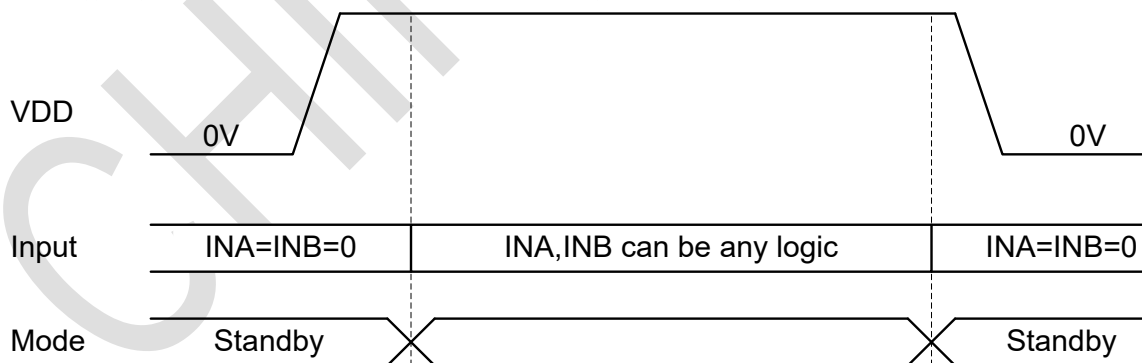 VDD
0V
0V
Input
INA=INB=0
INA,INB can be any logic
INA=INB=0
Mode
Standby
Standby